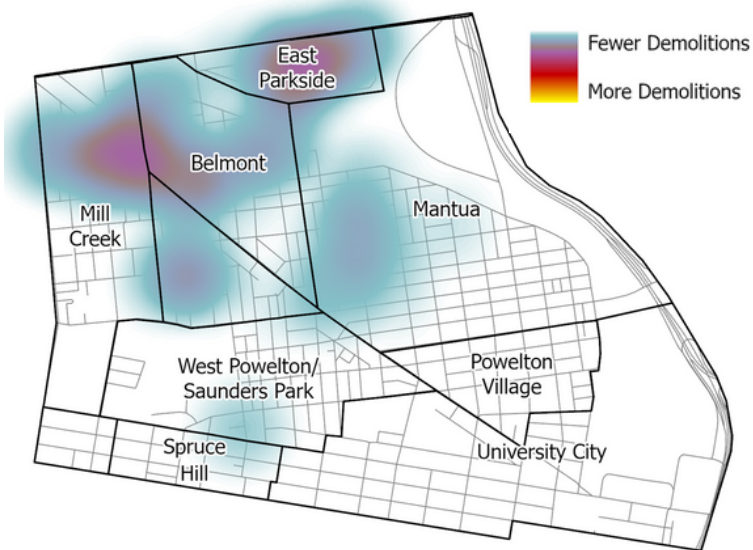 Fewer Demolitions
More Demolitions
East
Parkside
Belmont
Mill
Creek
Mantua
West Powelton/
Saunders Park
Powelton
Village
Spruce
Hill
University City